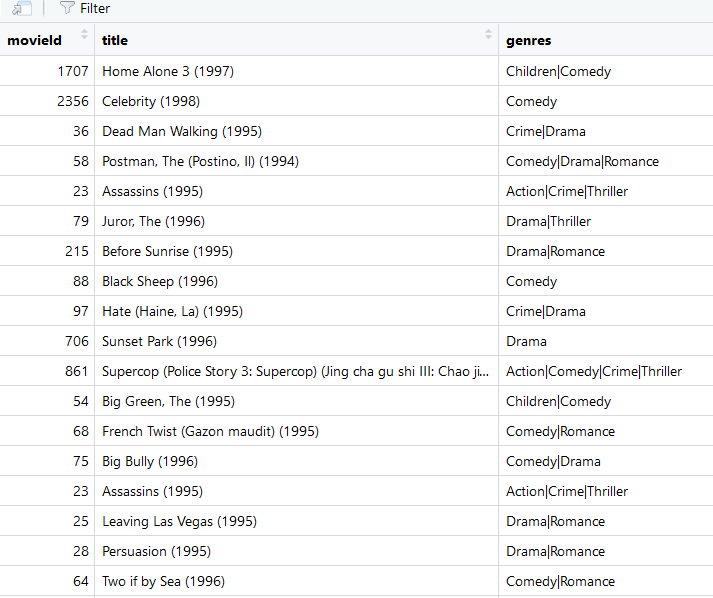 Filter
movieId title genres
1707 Home Alone 3 (1997) Children|Comedy
2356 Celebrity (1998) Comedy
36 Dead Man Walking (1995) Crime|Drama
58 Postman, The (Postino, Il) (1994) Comedy|Drama|Romance
23 Assassins (1995) Action|Crime|Thriller
79 Juror, The (1996) Drama|Thriller
215 Before Sunrise (1995) Drama|Romance
88 Black Sheep (1996) Comedy
97 Hate (Haine, La) (1995) Crime|Drama
706 Sunset Park (1996) Drama
861 Supercop (Police Story 3: Supercop) (Jing cha gu shi III: Chao ji... Action|Comedy|Crime|Thriller
54 Big Green, The (1995) Children|Comedy
68 French Twist (Gazon maudit) (1995) Comedy|Romance
75 Big Bully (1996) Comedy|Drama
23 Assassins (1995) Action|Crime|Thriller
25 Leaving Las Vegas (1995) Drama|Romance
28 Persuasion (1995) Drama|Romance
64 Two if by Sea (1996) Comedy|Romance